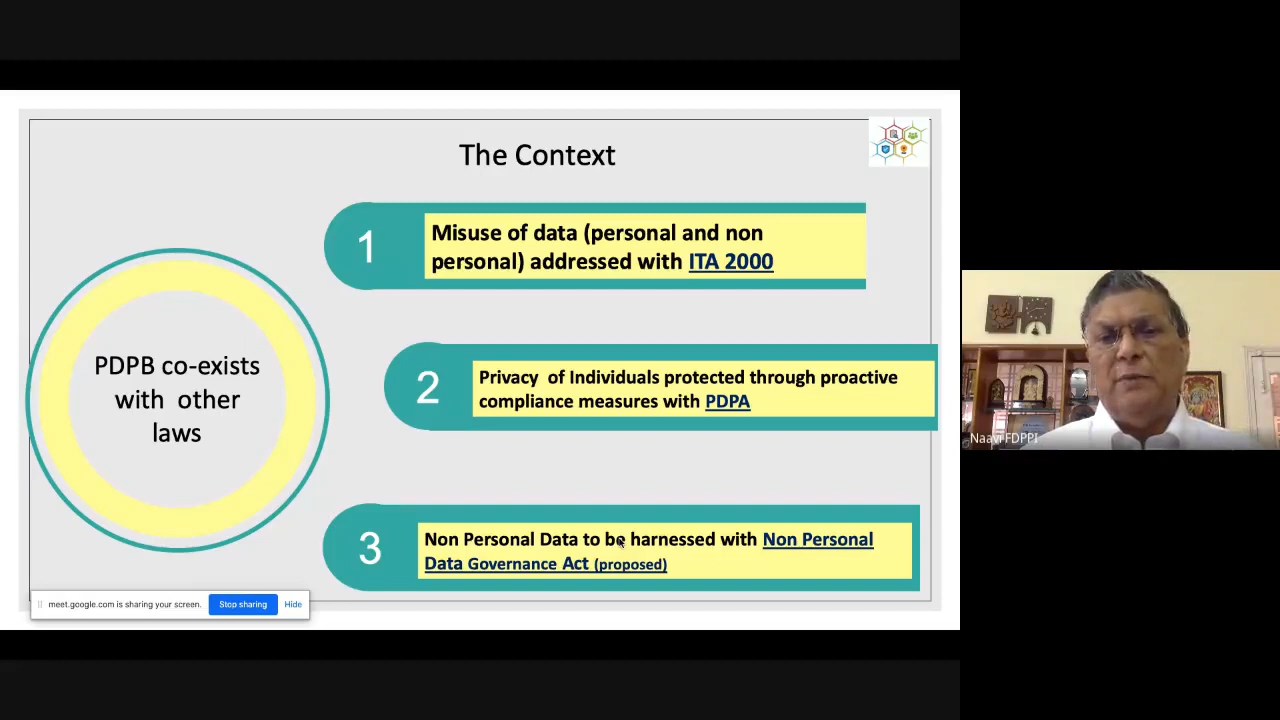 The Context
1
Misuse of data (personal and non
personal) addressed with ITA 2000
PDPB co-exists
with other
laws
2
Privacy of Individuals protected through proactive
compliance measures with PDPA
3
Non Personal Data to be harnessed with Non Personal
Data Governance Act (proposed)
meet.google.com is sharing your screen. Stop sharing Hide
Naavi FDPPI